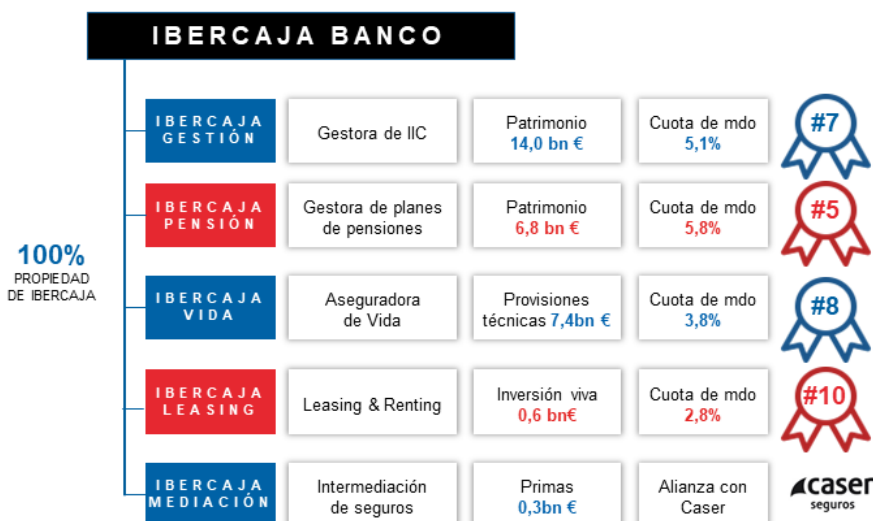 IBERCAJA BANCO
IBERCAJA
GESTIÓN
Gestora de IIC
Patrimonio
14,0 bn €
Cuota de mdo
5,1%
#7
IBERCAJA
PENSIÓN
Gestora de planes
de pensiones
Patrimonio
6,8 bn €
Cuota de mdo
5,8%
#5
100%
PROPIEDAD
DE IBERCAJA
IBERCAJA
VIDA
Aseguradora
de Vida
Provisiones
técnicas 7,4bn €
Cuota de mdo
3,8%
#8
IBERCAJA
LEASING
Leasing & Renting
Inversión viva
0,6 bn€
Cuota de mdo
2,8%
#10
IBERCAJA
MEDIACIÓN
Intermediación
de seguros
Primas
0,3bn €
Alianza con
Caser
caser
seguros